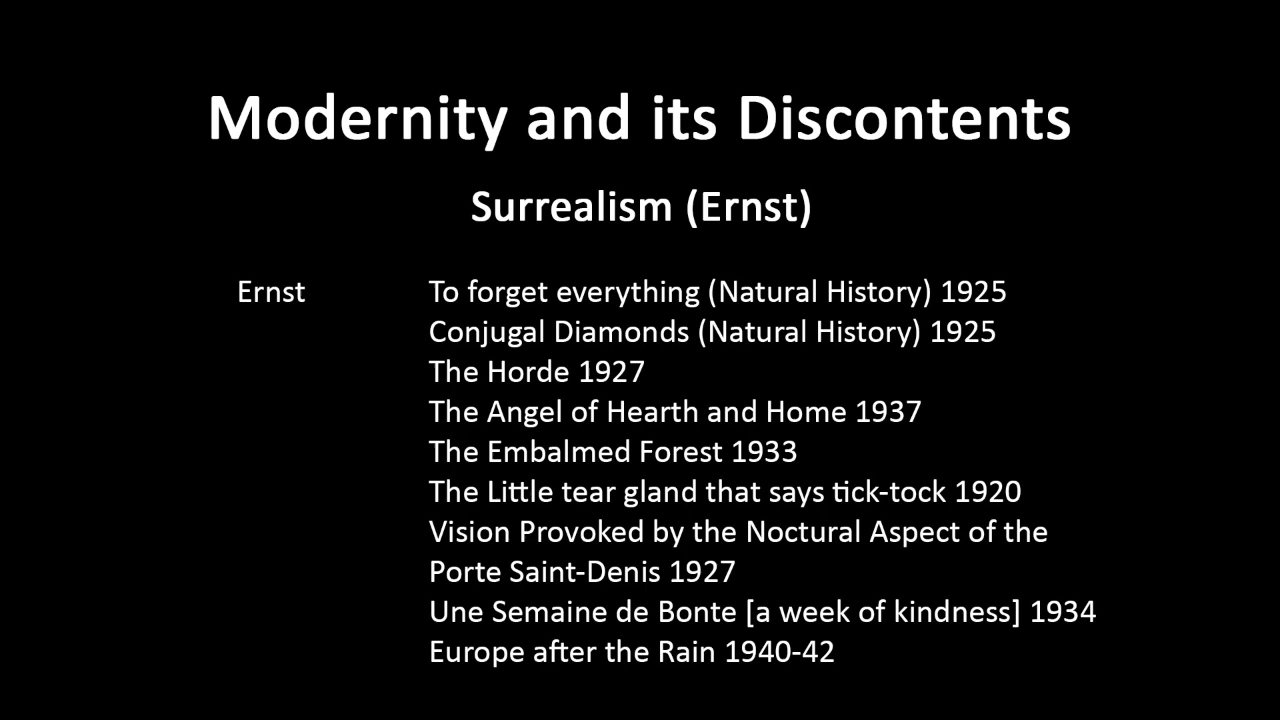 Modernity and its Discontents
Surrealism (Ernst)
Ernst To forget everything (Natural History) 1925
Conjugal Diamonds (Natural History) 1925
The Horde 1927
The Angel of Hearth and Home 1937
The Embalmed Forest 1933
The Little tear gland that says tick-tock 1920
Vision Provoked by the Noctural Aspect of the
Porte Saint-Denis 1927
Une Semaine de Bonte [a week of kindness] 1934
Europe after the Rain 1940-42